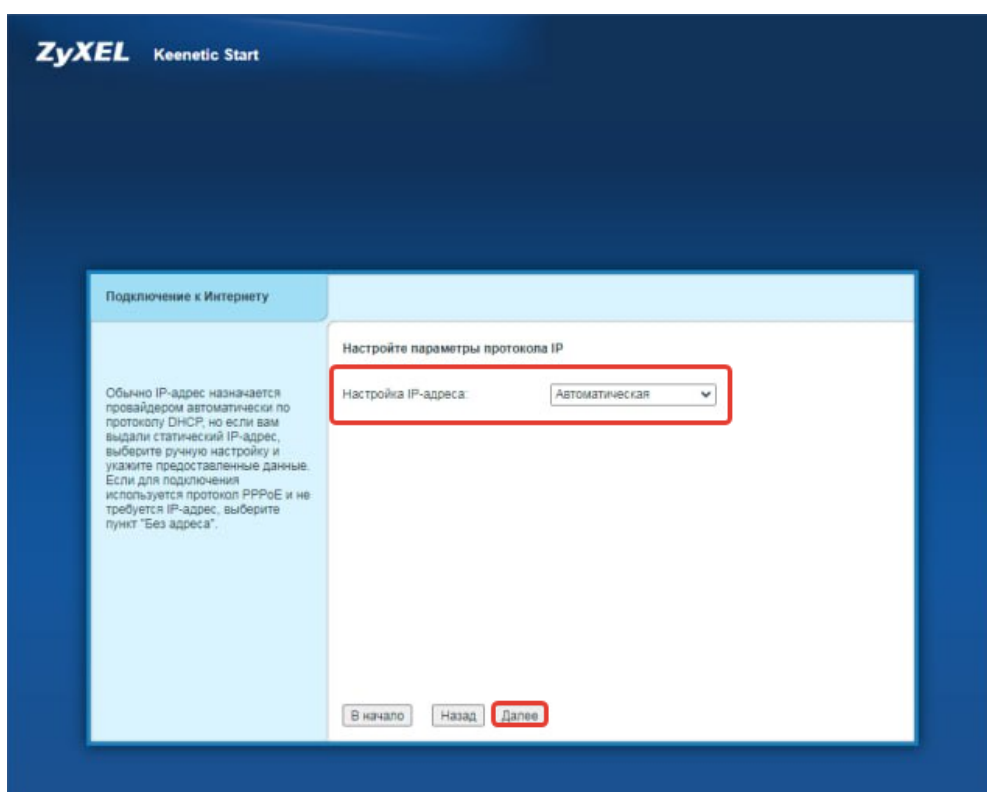 ZyXEL Keenetic Start
Подключение к Интернету
Обычно IP-адрес назначается
провайдером автоматически по
протоколу DHCP, но если вам
выдали статический IP-адрес,
выберите ручную настройку и
укажите предоставленные данные.
Если для подключения
используется протокол PPPoE и не
требуется IP-адрес, выберите
пункт "Без адреса".
Настройте параметры протокола IP
Настройка IP-адреса: Автоматическая
В начало Назад Далее